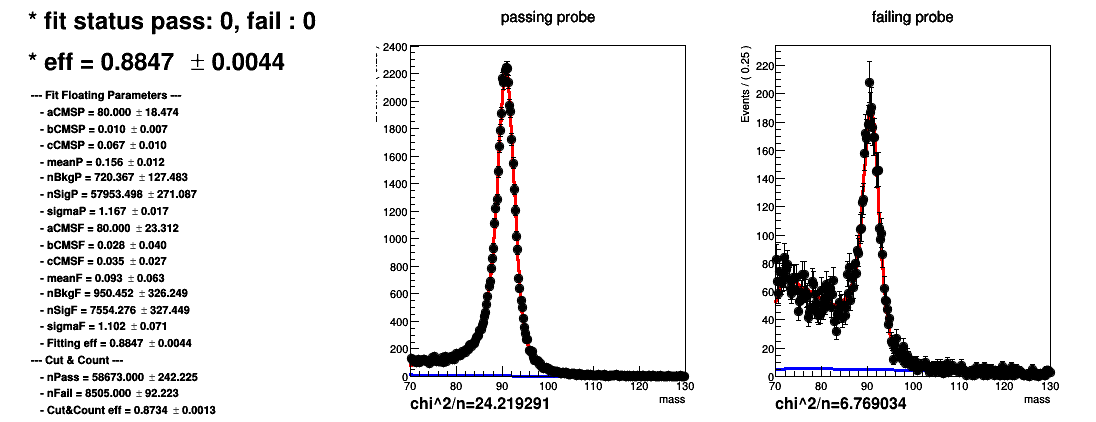 * fit status pass: 0, fail : 0
* eff = 0.8847 ± 0.0044
--- Fit Floating Parameters ---
- aCMSP = 80.000 ± 18.474
- bCMSP = 0.010 ± 0.007
- cCMSP = 0.067 ± 0.010
- meanP = 0.156 ± 0.012
- nBkgP = 720.367 ± 127.483
- nSigP = 57953.498 ± 271.087
- sigmaP = 1.167 ± 0.017
- aCMSF = 80.000 ± 23.312
- bCMSF = 0.028 ± 0.040
- cCMSF = 0.035 ± 0.027
- meanF = 0.093 ± 0.063
- nBkgF = 950.452 ± 326.249
- nSigF = 7554.276 ± 327.449
- sigmaF = 1.102 ± 0.071
- Fitting eff = 0.8847 ± 0.0044
--- Cut & Count ---
- nPass = 58673.000 ± 242.225
- nFail = 8505.000 ± 92.223
- Cut&Count eff = 0.8734 ± 0.0013
passing probe
2400
2200
2000
1800
1600
1400
1200
1000
800
600
400
200
0
70 80 90 100 110 120 130
mass
chi^2/n=24.219291
failing probe
Events / ( 0.25 )
220
200
180
160
140
120
100
80
60
40
20
0
70 80 90 100 110 120 130
mass
chi^2/n=6.769034